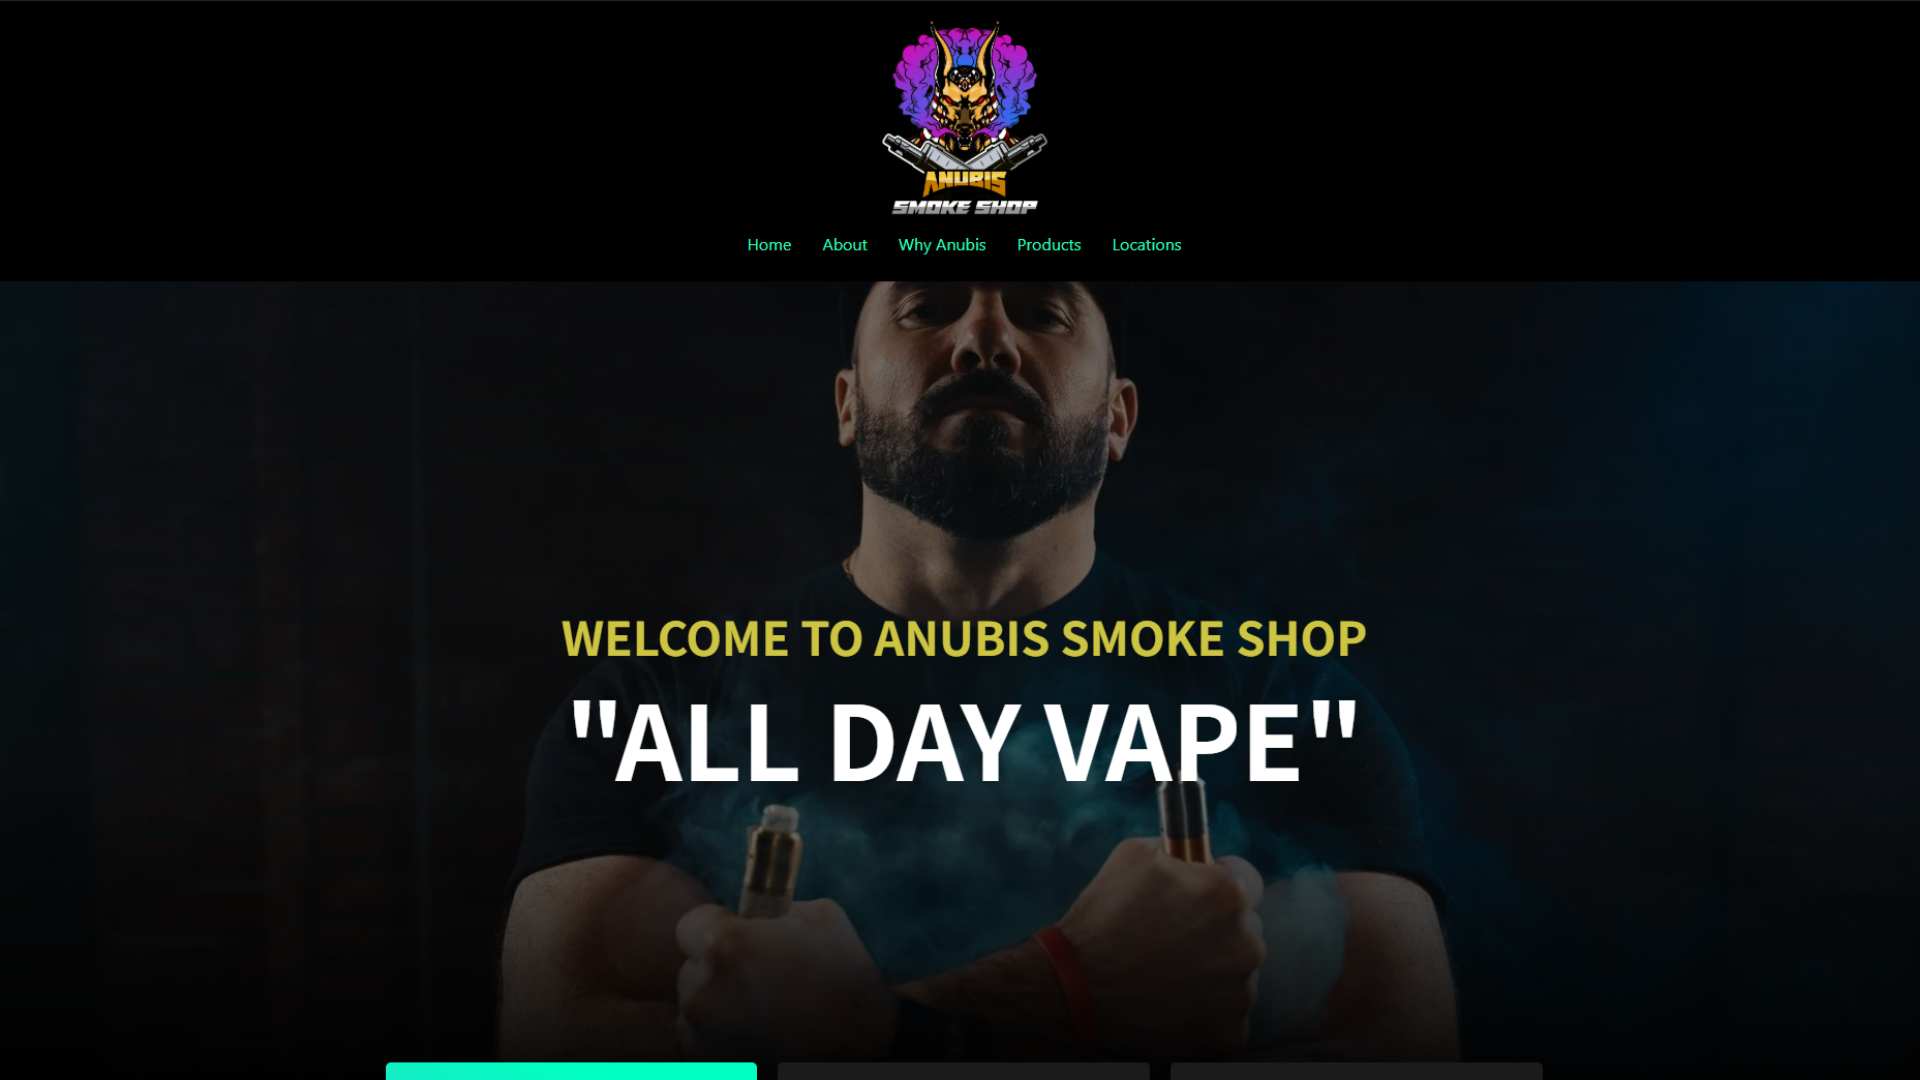 ANUBIS
SMOKE SHOP
Home About Why Anubis Products Locations
WELCOME TO ANUBIS SMOKE SHOP
"ALL DAY VAPE"